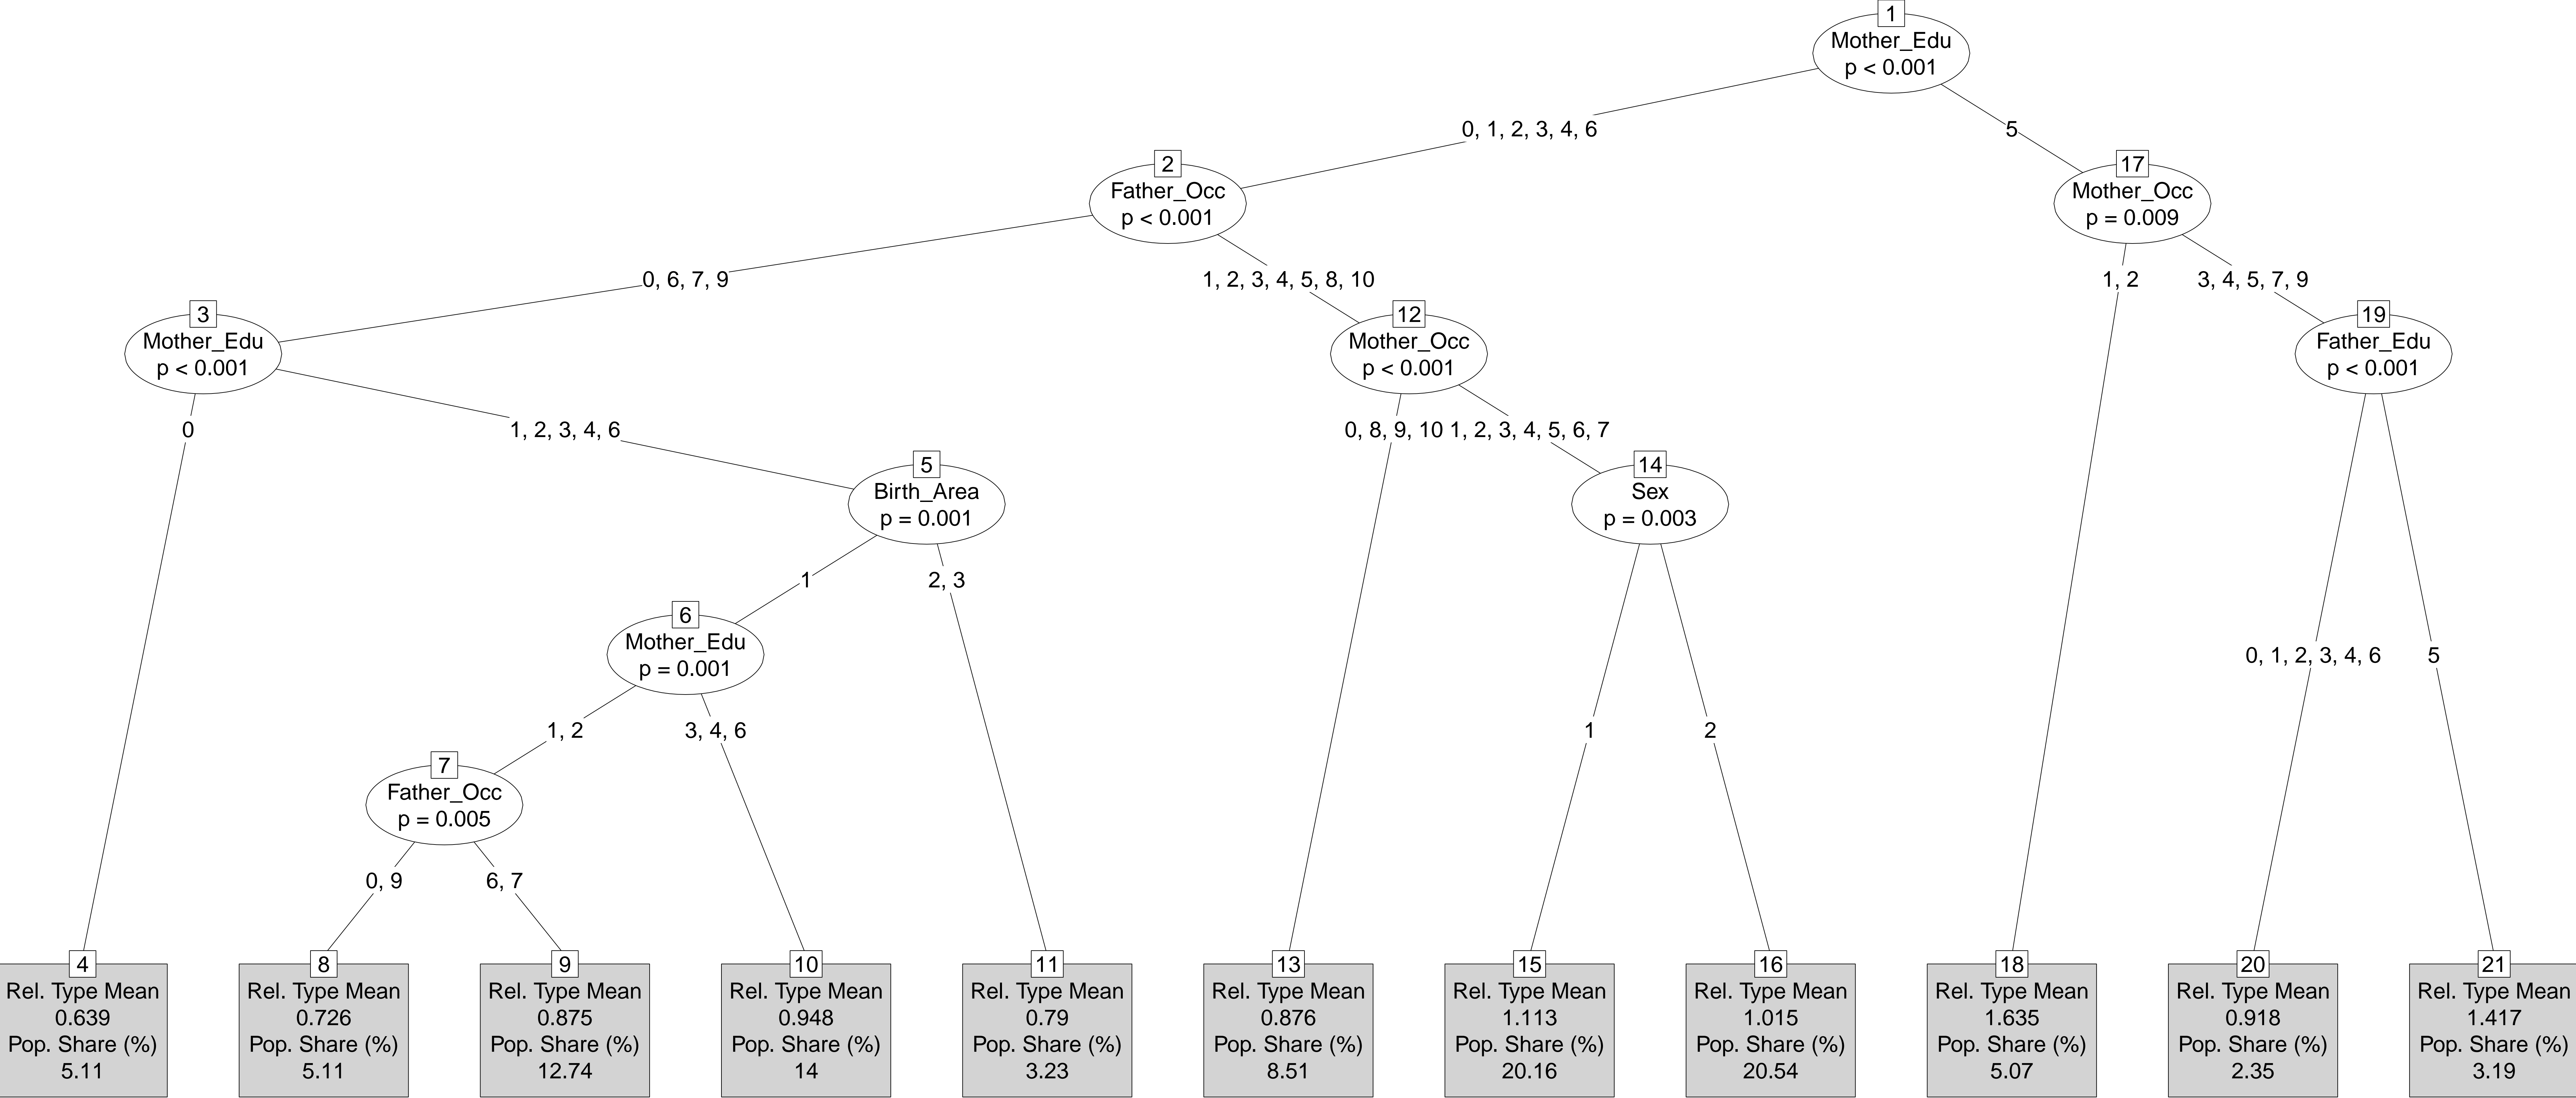 1
Mother_Edu
p < 0.001
0, 1, 2, 3, 4, 6
5
2
Father_Occ
p < 0.001
17
Mother_Occ
p = 0.009
0, 6, 7, 9
1, 2, 3, 4, 5, 8, 10
1, 2
3, 4, 5, 7, 9
3
Mother_Edu
p < 0.001
12
Mother_Occ
p < 0.001
19
Father_Edu
p < 0.001
0
1, 2, 3, 4, 6
0, 8, 9, 10
1, 2, 3, 4, 5, 6, 7
5
Birth_Area
p = 0.001
14
Sex
p = 0.003
1
2, 3
6
Mother_Edu
p = 0.001
0, 1, 2, 3, 4, 6
5
1, 2
3, 4, 6
1
2
7
Father_Occ
p = 0.005
0, 9
6, 7
4
Rel. Type Mean
0.639
Pop. Share (%)
5.11
8
Rel. Type Mean
0.726
Pop. Share (%)
5.11
9
Rel. Type Mean
0.875
Pop. Share (%)
12.74
10
Rel. Type Mean
0.948
Pop. Share (%)
14
11
Rel. Type Mean
0.79
Pop. Share (%)
3.23
13
Rel. Type Mean
0.876
Pop. Share (%)
8.51
15
Rel. Type Mean
1.113
Pop. Share (%)
20.16
16
Rel. Type Mean
1.015
Pop. Share (%)
20.54
18
Rel. Type Mean
1.635
Pop. Share (%)
5.07
20
Rel. Type Mean
0.918
Pop. Share (%)
2.35
21
Rel. Type Mean
1.417
Pop. Share (%)
3.19